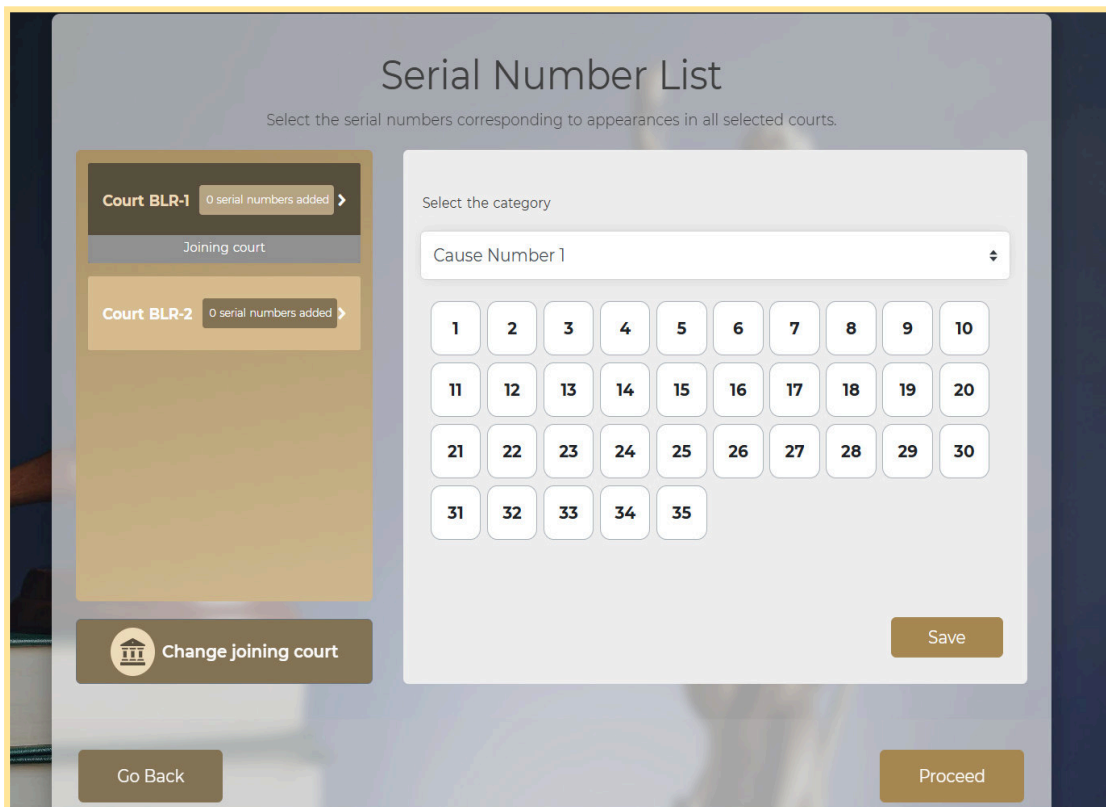 Serial Number List
Select the serial numbers corresponding to appearances in all selected courts.
Court BLR-1 0 serial numbers added
Joining court
Court BLR-2 0 serial numbers added
Change joining court
Select the category
Cause Number 1
1 2 3 4 5 6 7 8 9 10
11 12 13 14 15 16 17 18 19 20
21 22 23 24 25 26 27 28 29 30
31 32 33 34 35
Save
Go Back
Proceed